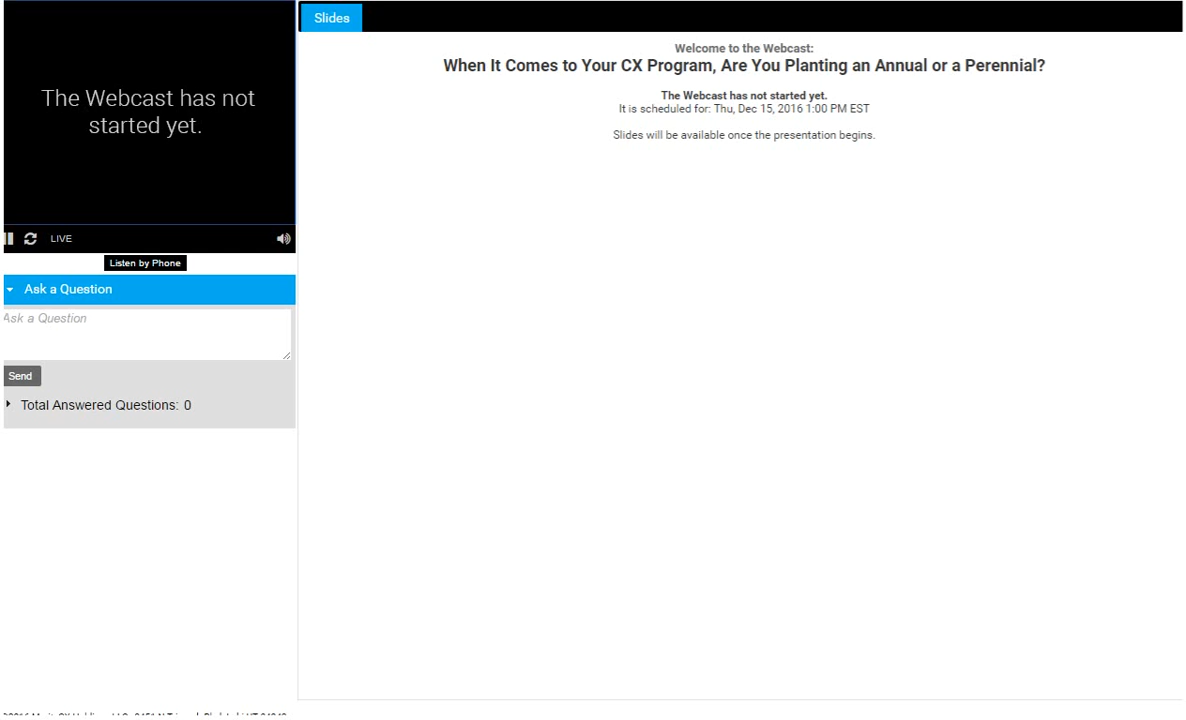 The Webcast has not
started yet.
LIVE
Listen by Phone
Ask a Question
Ask a Question
Send
Total Answered Questions: 0
Slides
Welcome to the Webcast:
When It Comes to Your CX Program, Are You Planting an Annual or a Perennial?
The Webcast has not started yet.
It is scheduled for: Thu, Dec 15, 2016 1:00 PM EST
Slides will be available once the presentation begins.